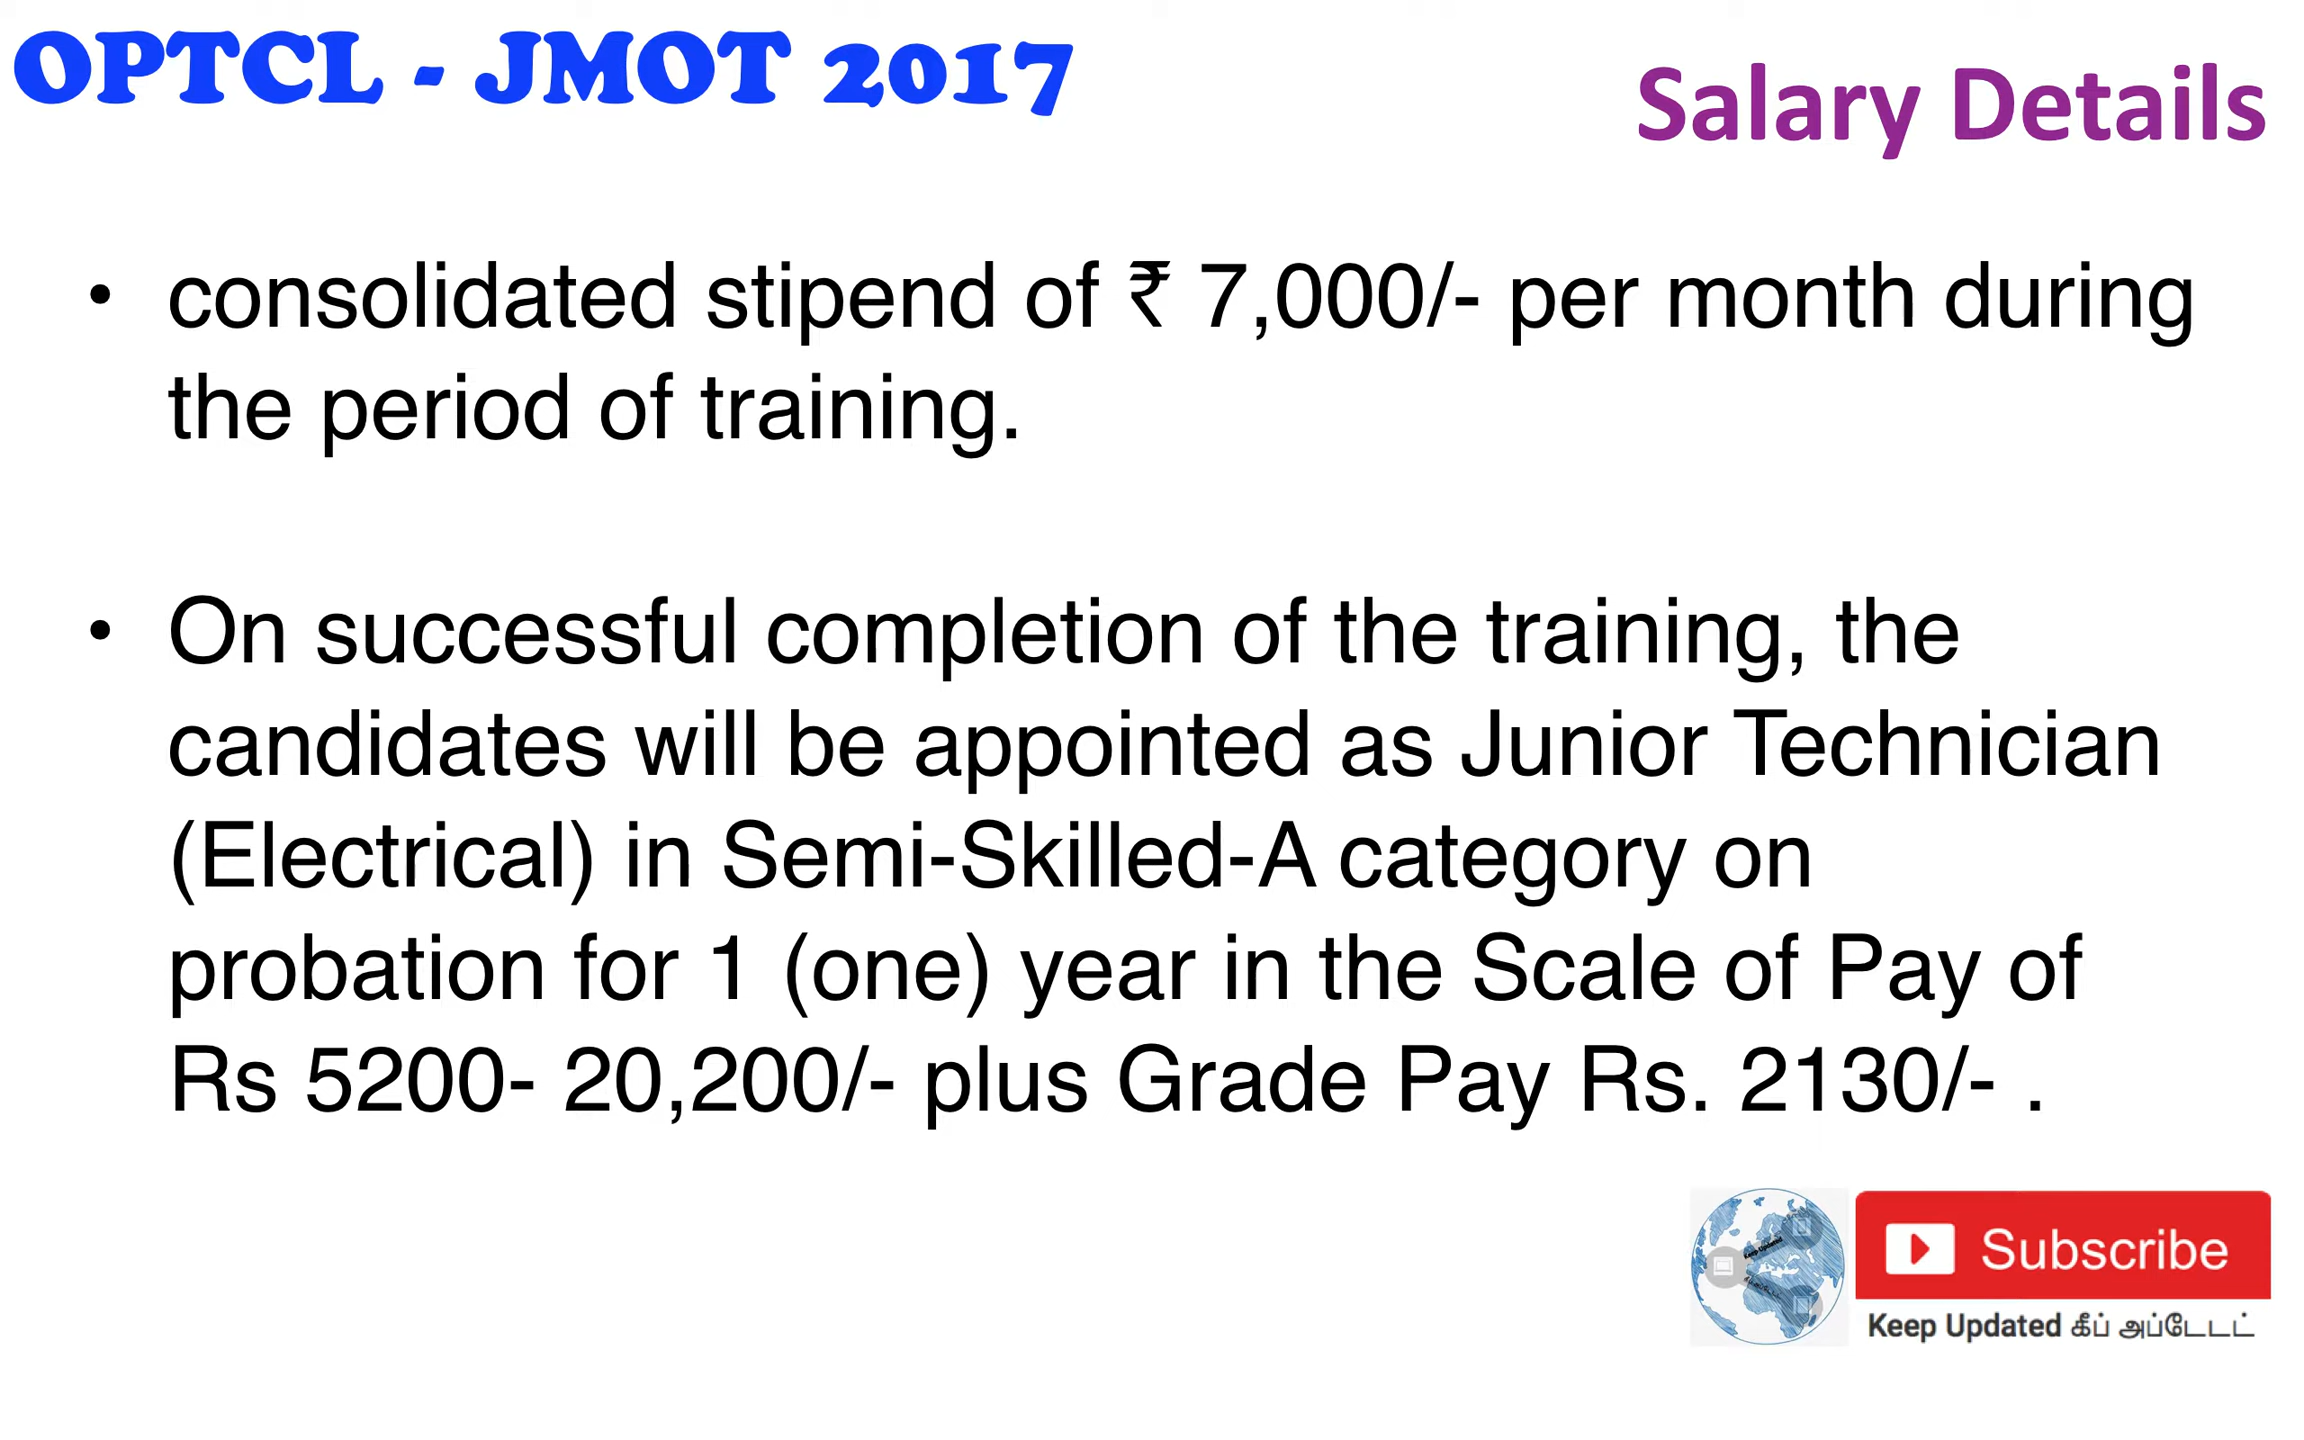 OPTCL - JMOT 2017
Salary Details
• consolidated stipend of ₹ 7,000/- per month during
the period of training.
• On successful completion of the training, the
candidates will be appointed as Junior Technician
(Electrical) in Semi-Skilled-A category on
probation for 1 (one) year in the Scale of Pay of
Rs 5200- 20,200/- plus Grade Pay Rs. 2130/- .
Keep Updated
Subscribe
Keep Updated கீப் அப்டேடட்